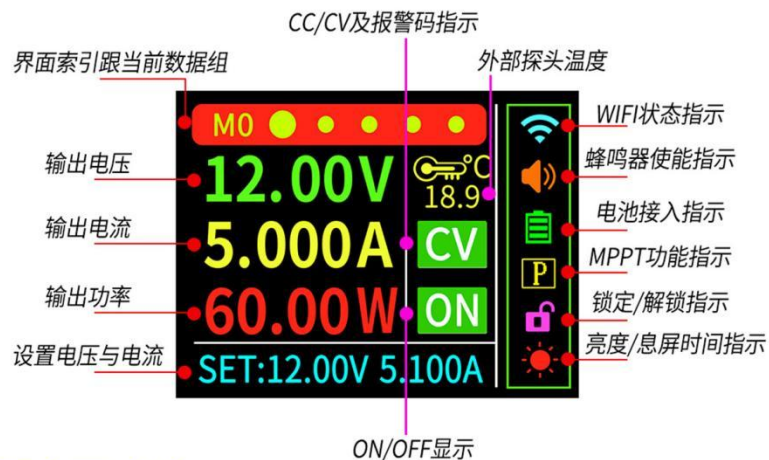 CC/CV及报警码指示
界面索引跟当前数据组
外部探头温度
M0
WIFI状态指示
输出电压
12.00V
°C
18.9
蜂鸣器使能指示
电池接入指示
输出电流
5.000A
CV
MPPT功能指示
P
输出功率
60.00W
ON
锁定/解锁指示
设置电压与电流
SET:12.00V 5.100A
亮度/息屏时间指示
ON/OFF显示